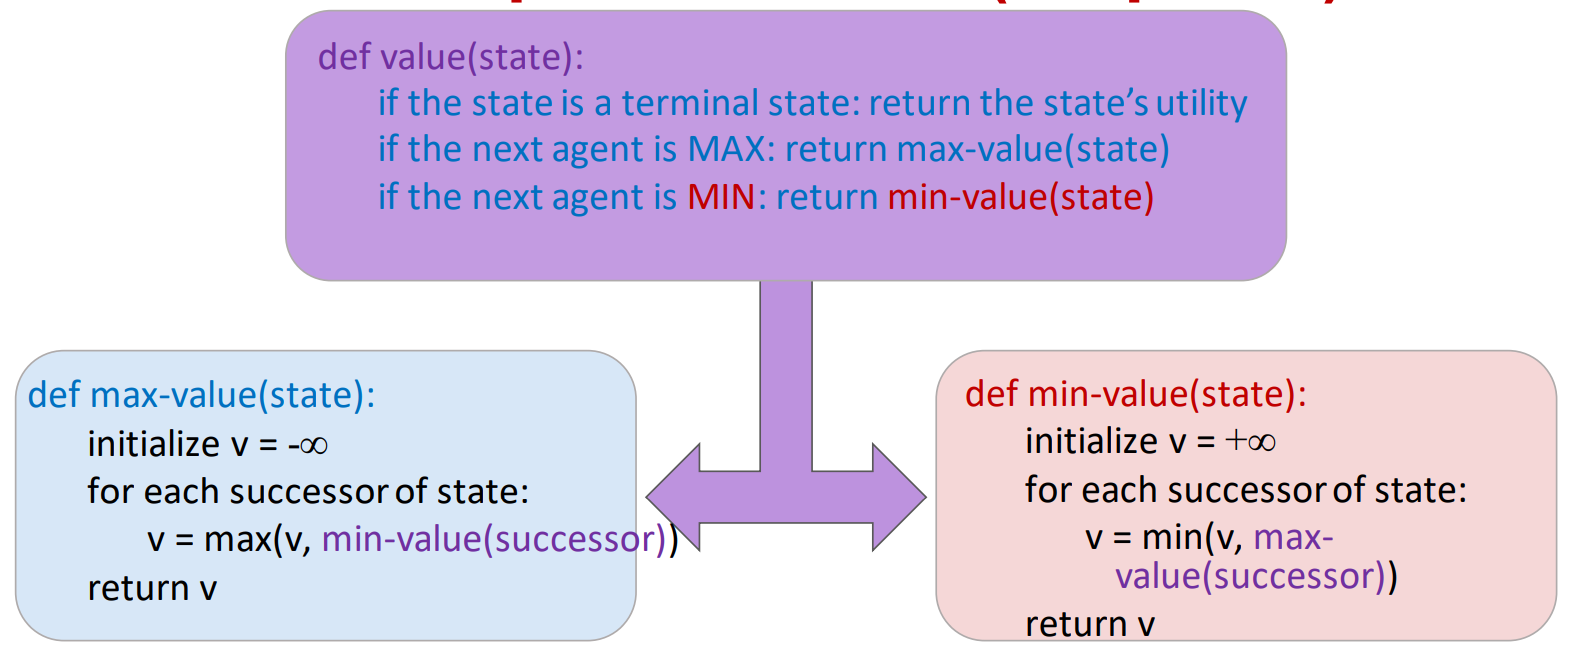 def value(state):
if the state is a terminal state: return the state’s utility
if the next agent is MAX: return max-value(state)
if the next agent is MIN: return min-value(state)
def max-value(state):
initialize v = -∞
for each successor of state:
v = max(v, min-value(successor))
return v
def min-value(state):
initialize v = +∞
for each successor of state:
v = min(v, max-
value(successor))
return v